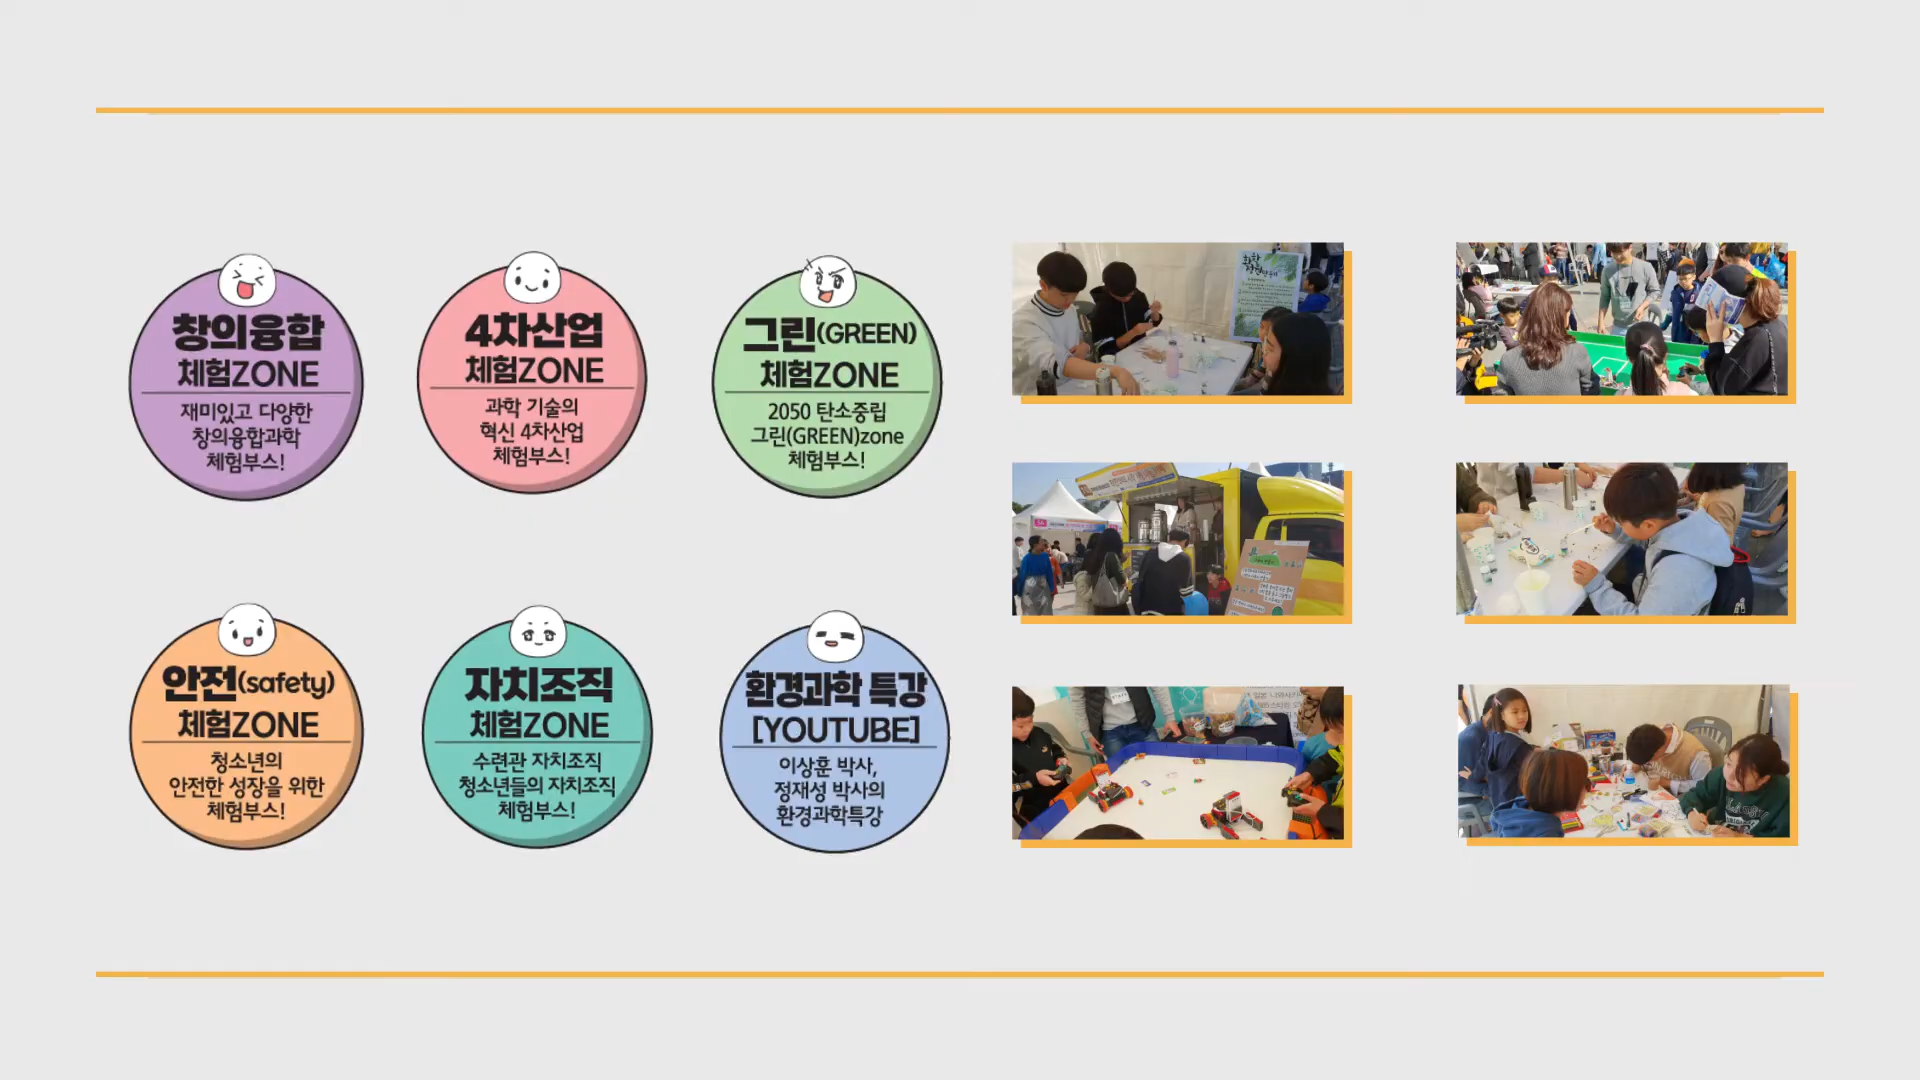 창의융합
체험ZONE
재미있고 다양한
창의융합과학
체험부스!
4차산업
체험ZONE
과학 기술의
혁신 4차산업
체험부스!
그린(GREEN)
체험ZONE
2050 탄소중립
그린(GREEN)zone
체험부스!
안전(safety)
체험ZONE
청소년의
안전한 성장을 위한
체험부스!
자치조직
체험ZONE
수련관 자치조직
청소년들의 자치조직
체험부스!
환경과학 특강
[YOUTUBE]
이상훈 박사,
정재성 박사의
환경과학특강